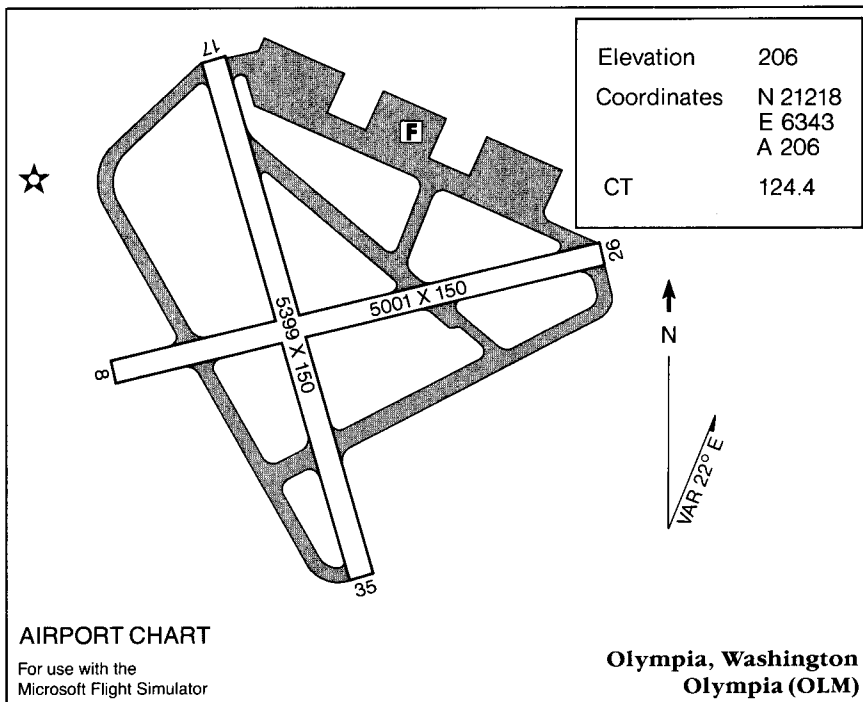 17
Elevation 206
Coordinates N 21218
E 6343
A 206
CT 124.4
F
26
5001 X 150
5399 X 150
8
N
VAR 22° E
35
AIRPORT CHART
For use with the
Microsoft Flight Simulator
Olympia, Washington
Olympia (OLM)